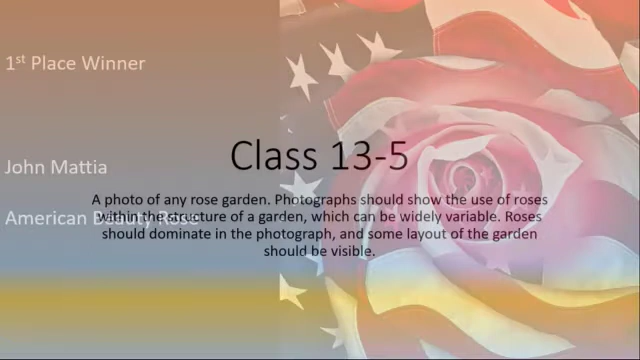 1st Place Winner
Class 13-5
John Mattia
A photo of any rose garden. Photographs should show the use of roses
American Beauty Rose
within the structure of a garden, which can be widely variable. Roses
should dominate in the photograph, and some layout of the garden
should be visible.